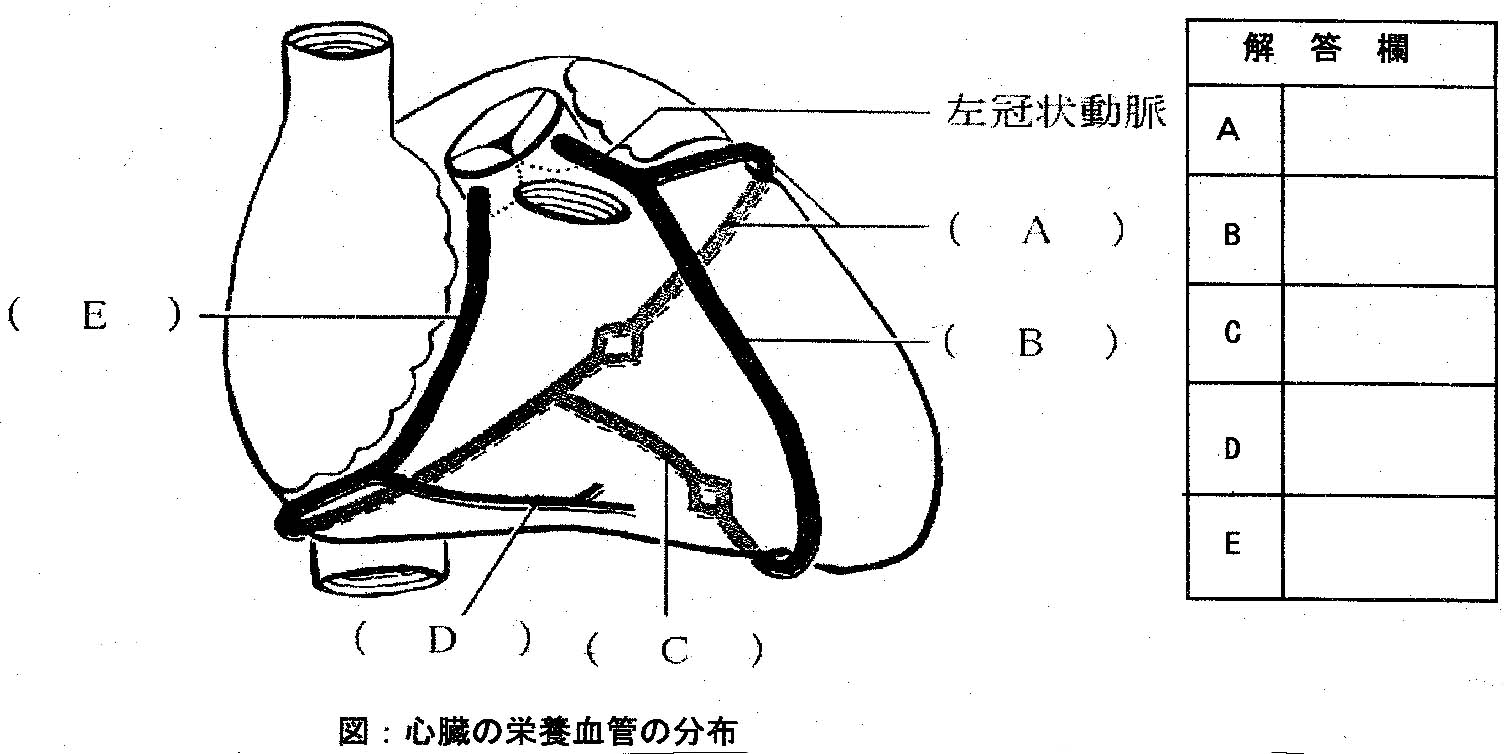 左冠状動脈
( A )
( B )
( E )
( D )
( C )
図：心臓の栄養血管の分布
解 答 欄
A
B
C
D
E